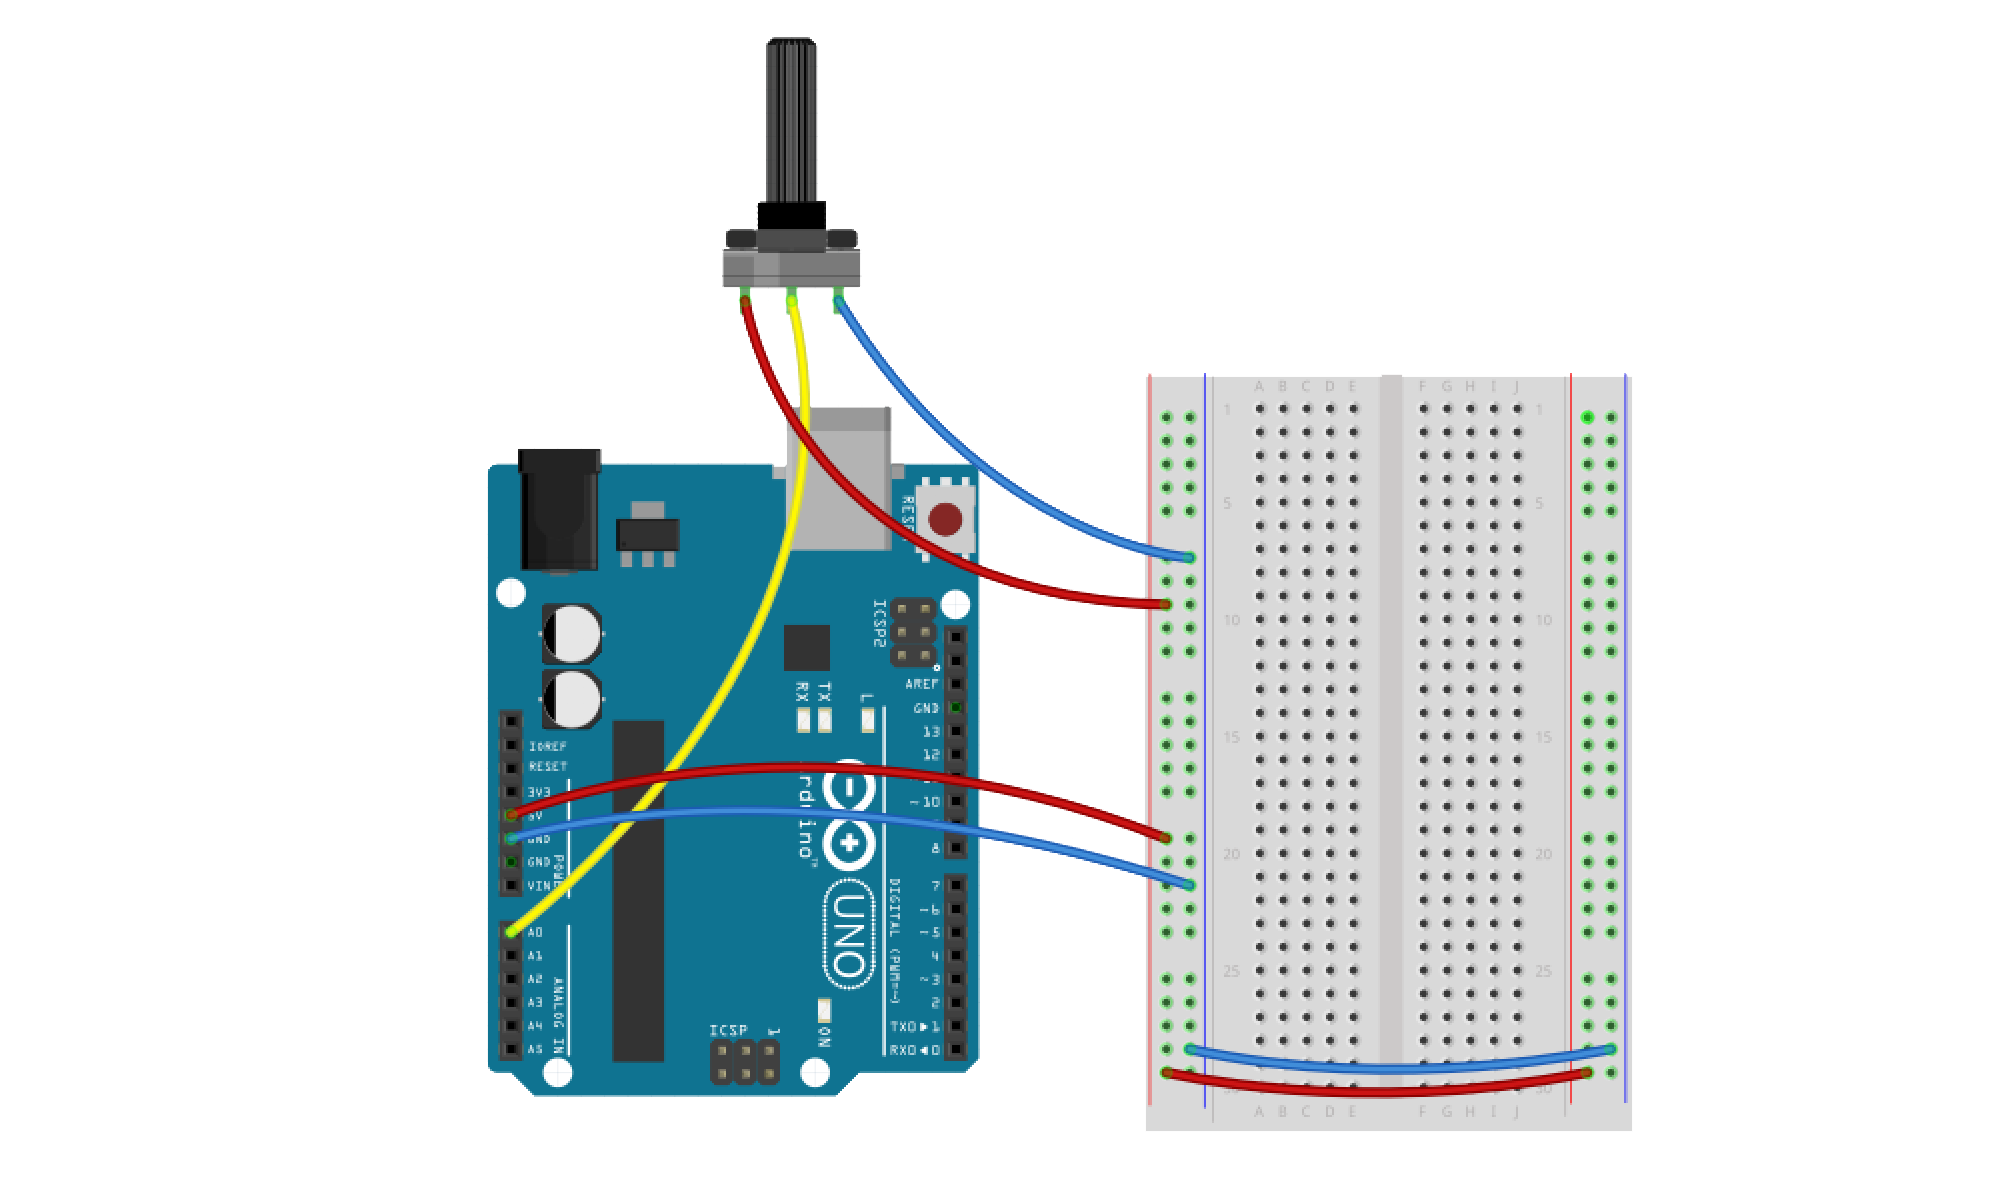 RESET
ICSP2
IOREF
RESET
3V3
5V
GND
GND
VIN
POWER
A0
A1
A2
A3
A4
A5
ANALOG IN
RX
TX
L
AREF
GND
13
12
~10
8
7
~6
~5
4
~3
2
TX0▶1
RX0◀0
DIGITAL (PWM=~)
UNO
ON
ICSP
1
A B C D E F G H I J
1 1
5 5
10 10
15 15
20 20
25 25
30 30
A B C D E F G H I J